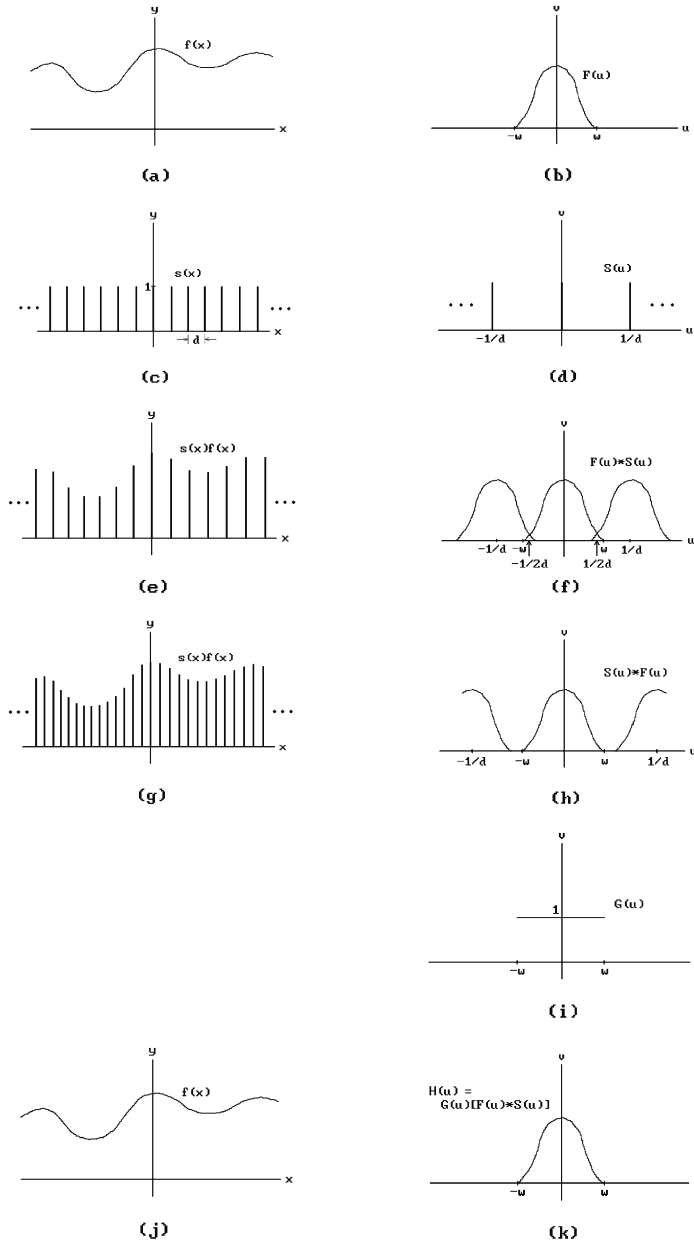 y
f(x)
x
(a)
v
F(u)
-w w u
(b)
y
s(x)
1
... ...
x
d
(c)
v
S(u)
... ...
u
-1/d 1/d
(d)
y
s(x)f(x)
... ...
x
(e)
v
F(u)*S(u)
u
-1/d -w w 1/d
-1/2d 1/2d
(f)
y
s(x)f(x)
... ...
x
(g)
v
S(u)*F(u)
u
-1/d -w w 1/d
(h)
v
1 G(u)
u
-w w
(i)
y
f(x)
x
(j)
v
H(u) =
G(u)[F(u)*S(u)]
u
-w w
(k)